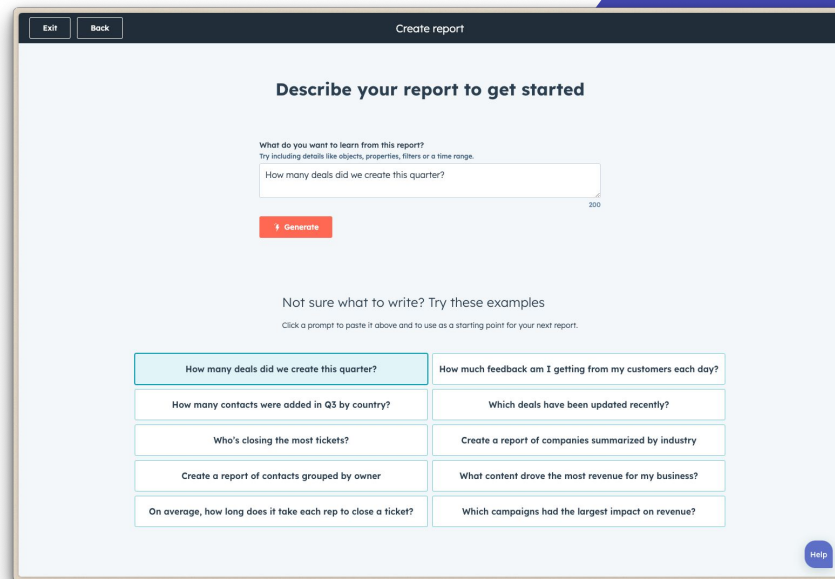 Exit Back Create report
Describe your report to get started
What do you want to learn from this report?
Try including details like objects, properties, filters or a time range.
How many deals did we create this quarter?
200
Generate
Not sure what to write? Try these examples
Click a prompt to paste it above and to use as a starting point for your next report.
How many deals did we create this quarter? How much feedback am I getting from my customers each day?
How many contacts were added in Q3 by country? Which deals have been updated recently?
Who's closing the most tickets? Create a report of companies summarized by industry
Create a report of contacts grouped by owner What content drove the most revenue for my business?
On average, how long does it take each rep to close a ticket? Which campaigns had the largest impact on revenue?
Help